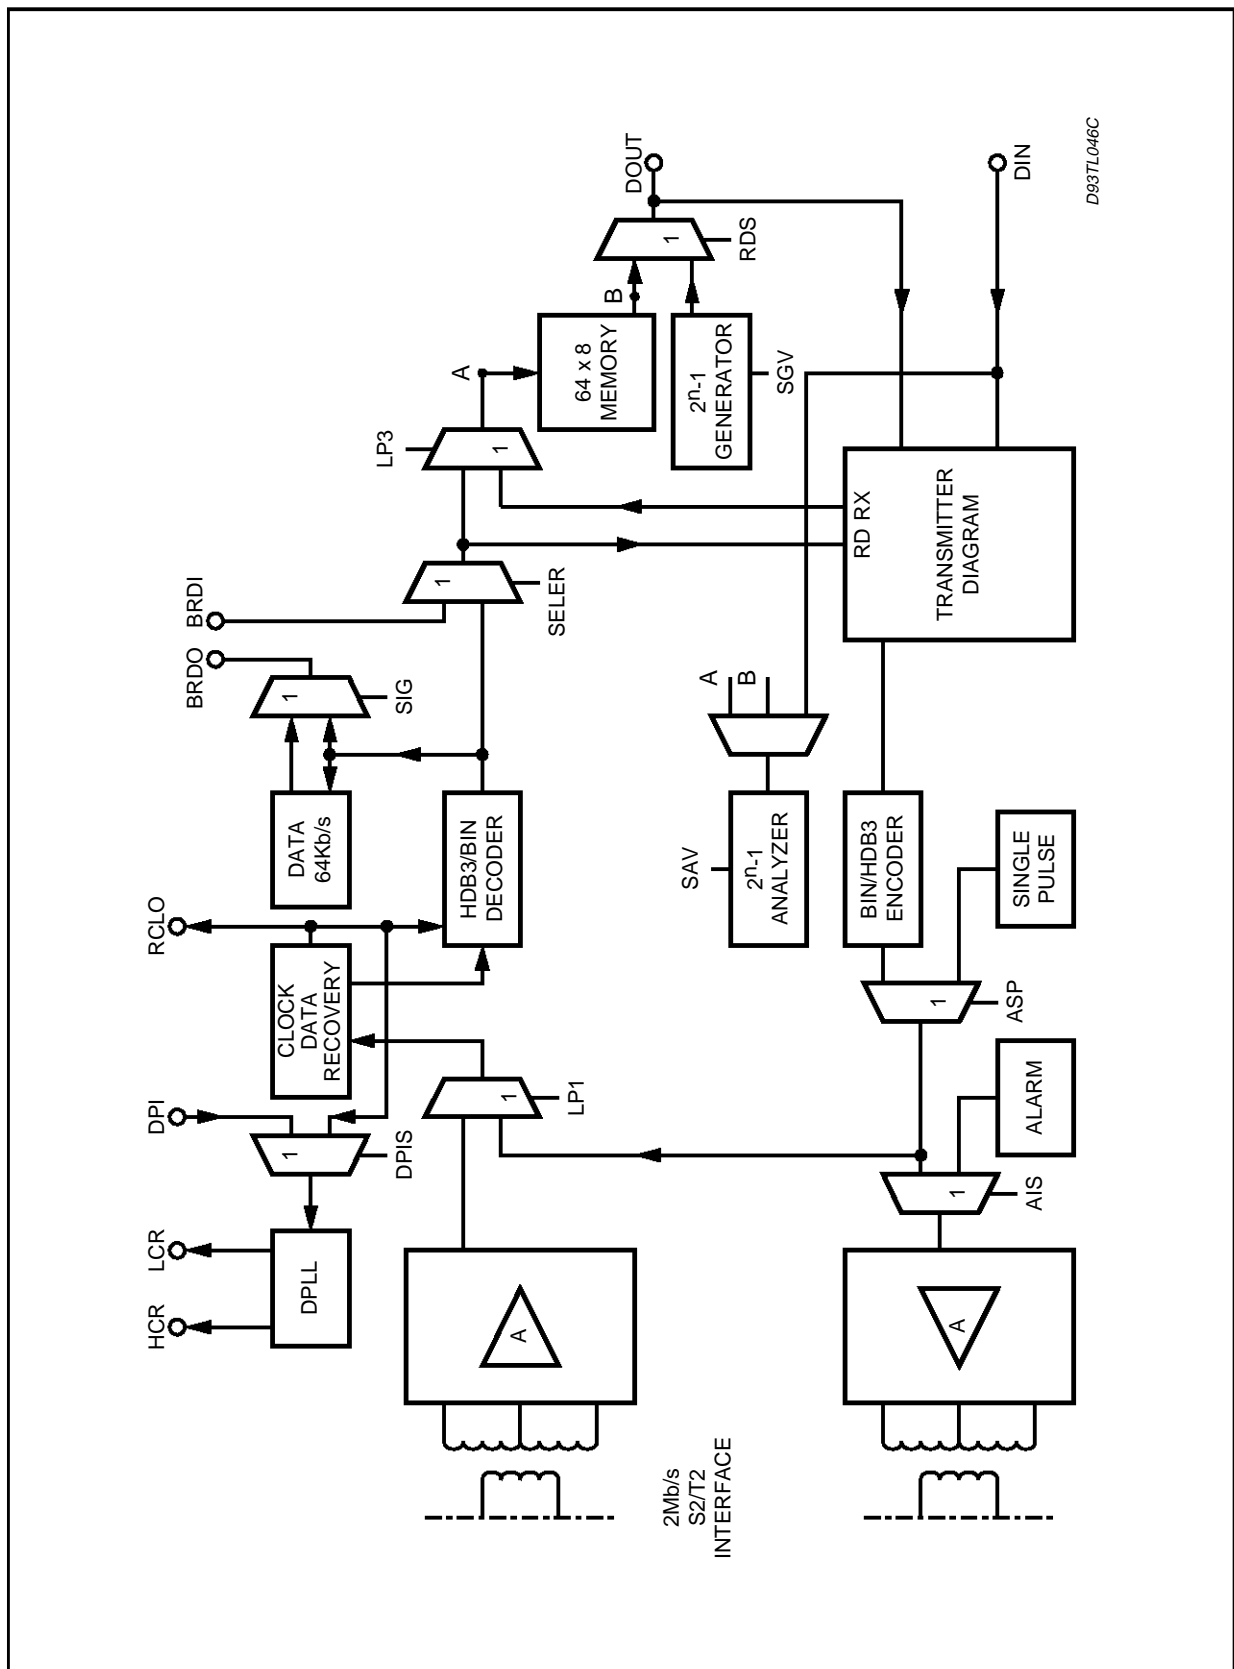 HCR
LCR
DPI
RCLO
BRDO
BRDI
DPLL
1
DPIS
CLOCK
DATA
RECOVERY
DATA
64Kb/s
1
SIG
A
1
LP1
HDB3/BIN
DECODER
1
SELER
LP3
1
A
64 x 8
MEMORY
B
1
RDS
DOUT
2n-1
GENERATOR
SGV
2Mb/s
S2/T2
INTERFACE
SAV
2n-1
ANALYZER
A
B
A
1
AIS
ALARM
1
ASP
BIN/HDB3
ENCODER
SINGLE
PULSE
RD RX
TRANSMITTER
DIAGRAM
DIN
D93TL046C